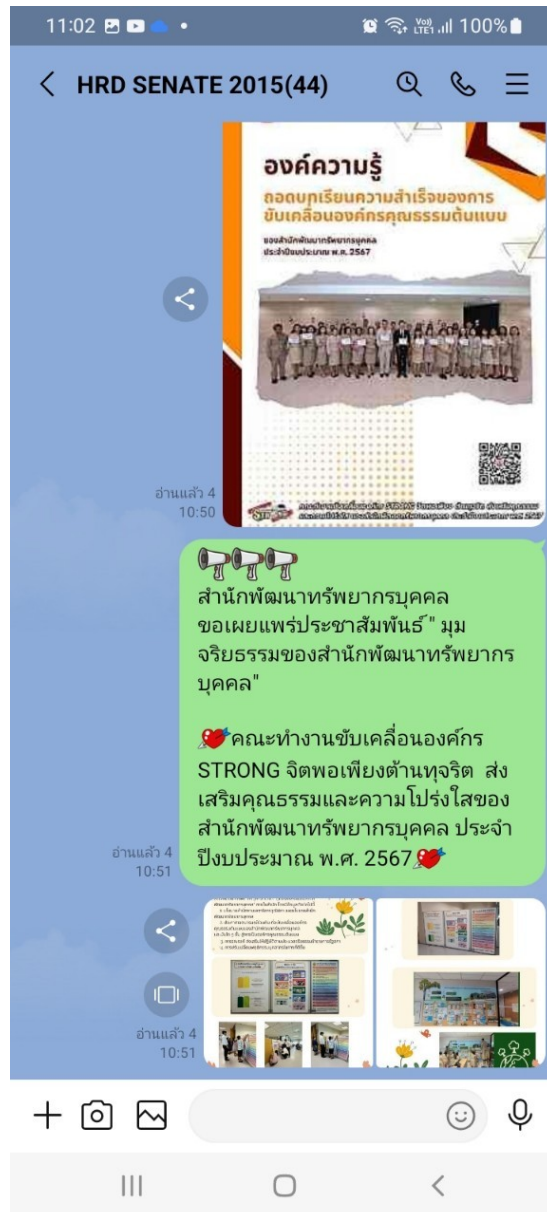 11:02
Vo)) LTE1 100%
HRD SENATE 2015(44)
องค์ความรู้
ถอดบทเรียนความสำเร็จของการ
ขับเคลื่อนองค์กรคุณธรรมต้นแบบ
ของสำนักพัฒนาทรัพยากรบุคคล
ประจำปีงบประมาณ พ.ศ. 2567
อ่านแล้ว 4
10:50
สำนักพัฒนาทรัพยากรบุคคล
ขอเผยแพร่ประชาสัมพันธ์ " มุม
จริยธรรมของสำนักพัฒนาทรัพยากร
บุคคล"
คณะทำงานขับเคลื่อนองค์กร
STRONG จิตพอเพียงต้านทุจริต ส่ง
เสริมคุณธรรมและความโปร่งใสของ
สำนักพัฒนาทรัพยากรบุคคล ประจำ
ปีงบประมาณ พ.ศ. 2567
อ่านแล้ว 4
10:51
อ่านแล้ว 4
10:51